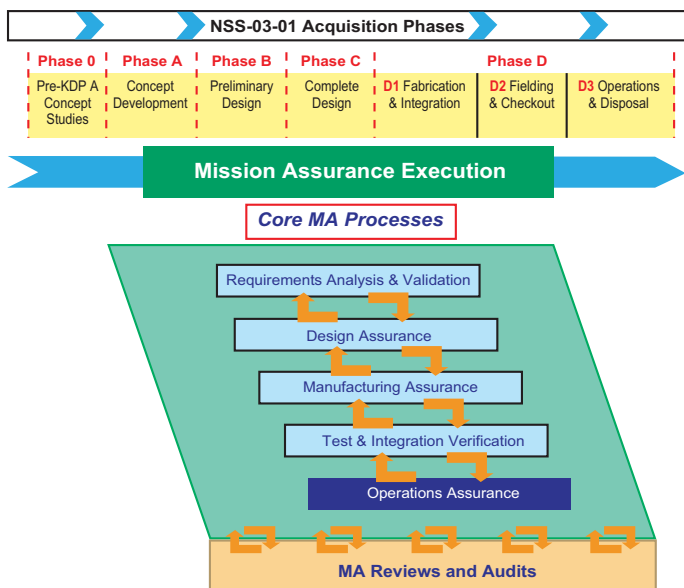 NSS-03-01 Acquisition Phases
Phase 0 Phase A Phase B Phase C Phase D
Pre-KDP A Concept Preliminary Complete D1 Fabrication D2 Fielding D3 Operations
Concept Development Design Design & Integration & Checkout & Disposal
Studies
Mission Assurance Execution
Core MA Processes
Requirements Analysis & Validation
Design Assurance
Manufacturing Assurance
Test & Integration Verification
Operations Assurance
MA Reviews and Audits